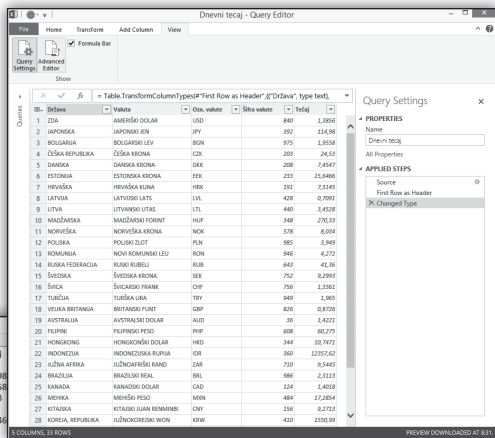 Dnevni tecaj - Query Editor
File Home Transform Add Column View
Query Settings
Advanced Editor
Formula Bar
Show
Queries
fx = Table.TransformColumnTypes(#"First Row as Header",{{"Država", type text},
Država Valuta Ozn. valute Šifra valute Tečaj
1 ZDA AMERIŠKI DOLAR USD 840 1,3856
2 JAPONSKA JAPONSKI JEN JPY 392 114,98
3 BOLGARIJA BOLGARSKI LEV BGN 975 1,9558
4 ČEŠKA REPUBLIKA ČEŠKA KRONA CZK 203 24,53
5 DANSKA DANSKA KRONA DKK 208 7,4547
6 ESTONIJA ESTONSKA KRONA EEK 233 15,6466
7 HRVAŠKA HRVAŠKA KUNA HRK 191 7,3145
8 LATVIJA LATVIJSKI LATS LVL 428 0,7091
9 LITVA LITVANSKI LITAS LTL 440 3,4528
10 MADŽARSKA MADŽARSKI FORINT HUF 348 270,33
11 NORVEŠKA NORVEŠKA KRONA NOK 578 8,034
12 POLJSKA POLJSKI ZLOT PLN 985 3,949
13 ROMUNIJA NOVI ROMUNSKI LEU RON 946 4,272
14 RUSKA FEDERACIJA RUSKI RUBELJ RUB 643 41,36
15 ŠVEDSKA ŠVEDSKA KRONA SEK 752 9,2993
16 ŠVICA ŠVICARSKI FRANK CHF 756 1,3361
17 TURČIJA TURŠKA LIRA TRY 949 1,965
18 VELIKA BRITANIJA BRITANSKI FUNT GBP 826 0,8726
19 AVSTRALIJA AVSTRALSKI DOLAR AUD 36 1,4221
20 FILIPINI FILIPINSKI PESO PHP 608 60,275
21 HONGKONG HONGKONŠKI DOLAR HKD 344 10,7471
22 INDONEZIJA INDONEZIJSKA RUPIJA IDR 360 12357,62
23 JUŽNA AFRIKA JUŽNOAFRIŠKI RAND ZAR 710 9,5445
24 BRAZILIJA BRAZILSKI REAL BRL 986 2,3113
25 KANADA KANADSKI DOLAR CAD 124 1,4018
26 MEHIKA MEHIŠKI PESO MXN 484 17,2854
27 KITAJSKA KITAJSKI JUAN RENMINBI CNY 156 9,2713
28 KOREJA, REPUBLIKA JUŽNOKOREJSKI WON KRW 410 1550,99
Query Settings
PROPERTIES
Name
Dnevni tecaj
All Properties
APPLIED STEPS
Source
First Row as Header
Changed Type
5 COLUMNS, 33 ROWS
PREVIEW DOWNLOADED AT 8:31.